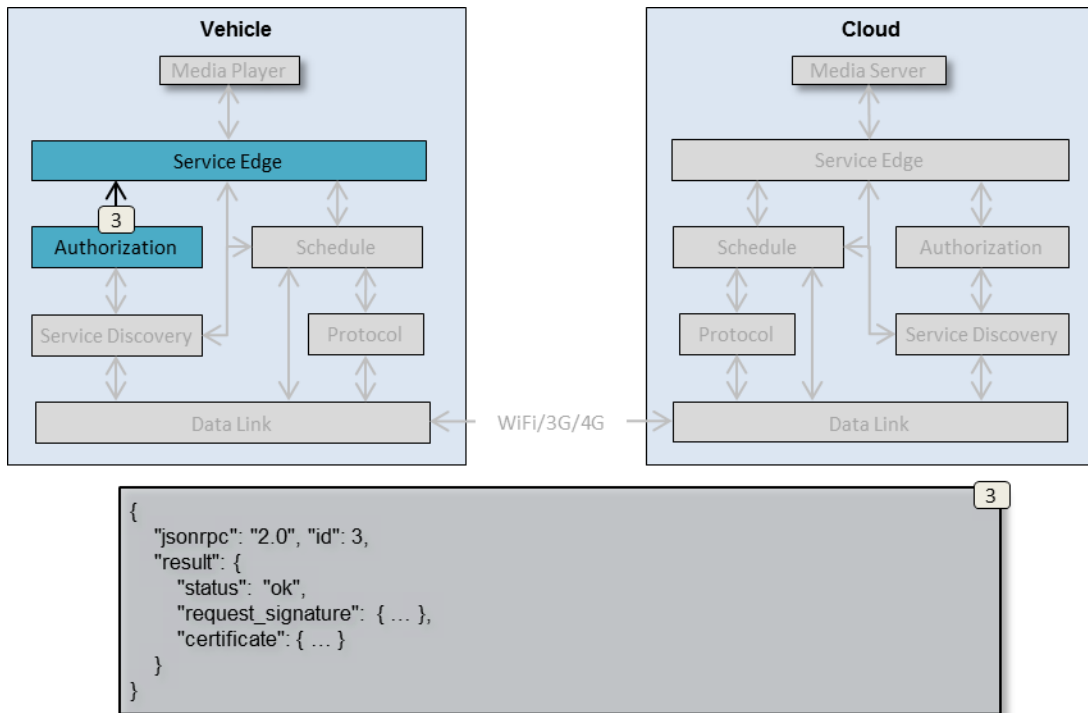 Vehicle
Media Player
Service Edge
3
Authorization
Schedule
Service Discovery
Protocol
Data Link
WiFi/3G/4G
Cloud
Media Server
Service Edge
Schedule
Authorization
Protocol
Service Discovery
Data Link
3
{
"jsonrpc": "2.0", "id": 3,
"result": {
"status": "ok",
"request_signature": { … },
"certificate": { … }
}
}